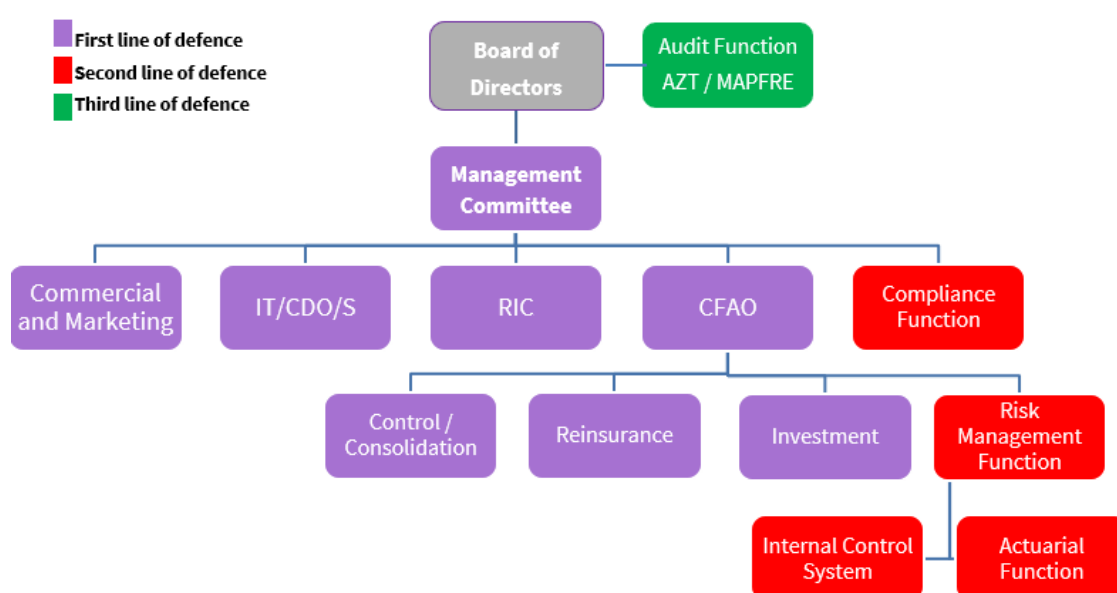 First line of defence
Second line of defence
Third line of defence
Board of
Directors
Audit Function
AZT / MAPFRE
Management
Committee
Commercial
and Marketing
IT/CDO/S
RIC
CFAO
Compliance
Function
Control /
Consolidation
Reinsurance
Investment
Risk
Management
Function
Internal Control
System
Actuarial
Function